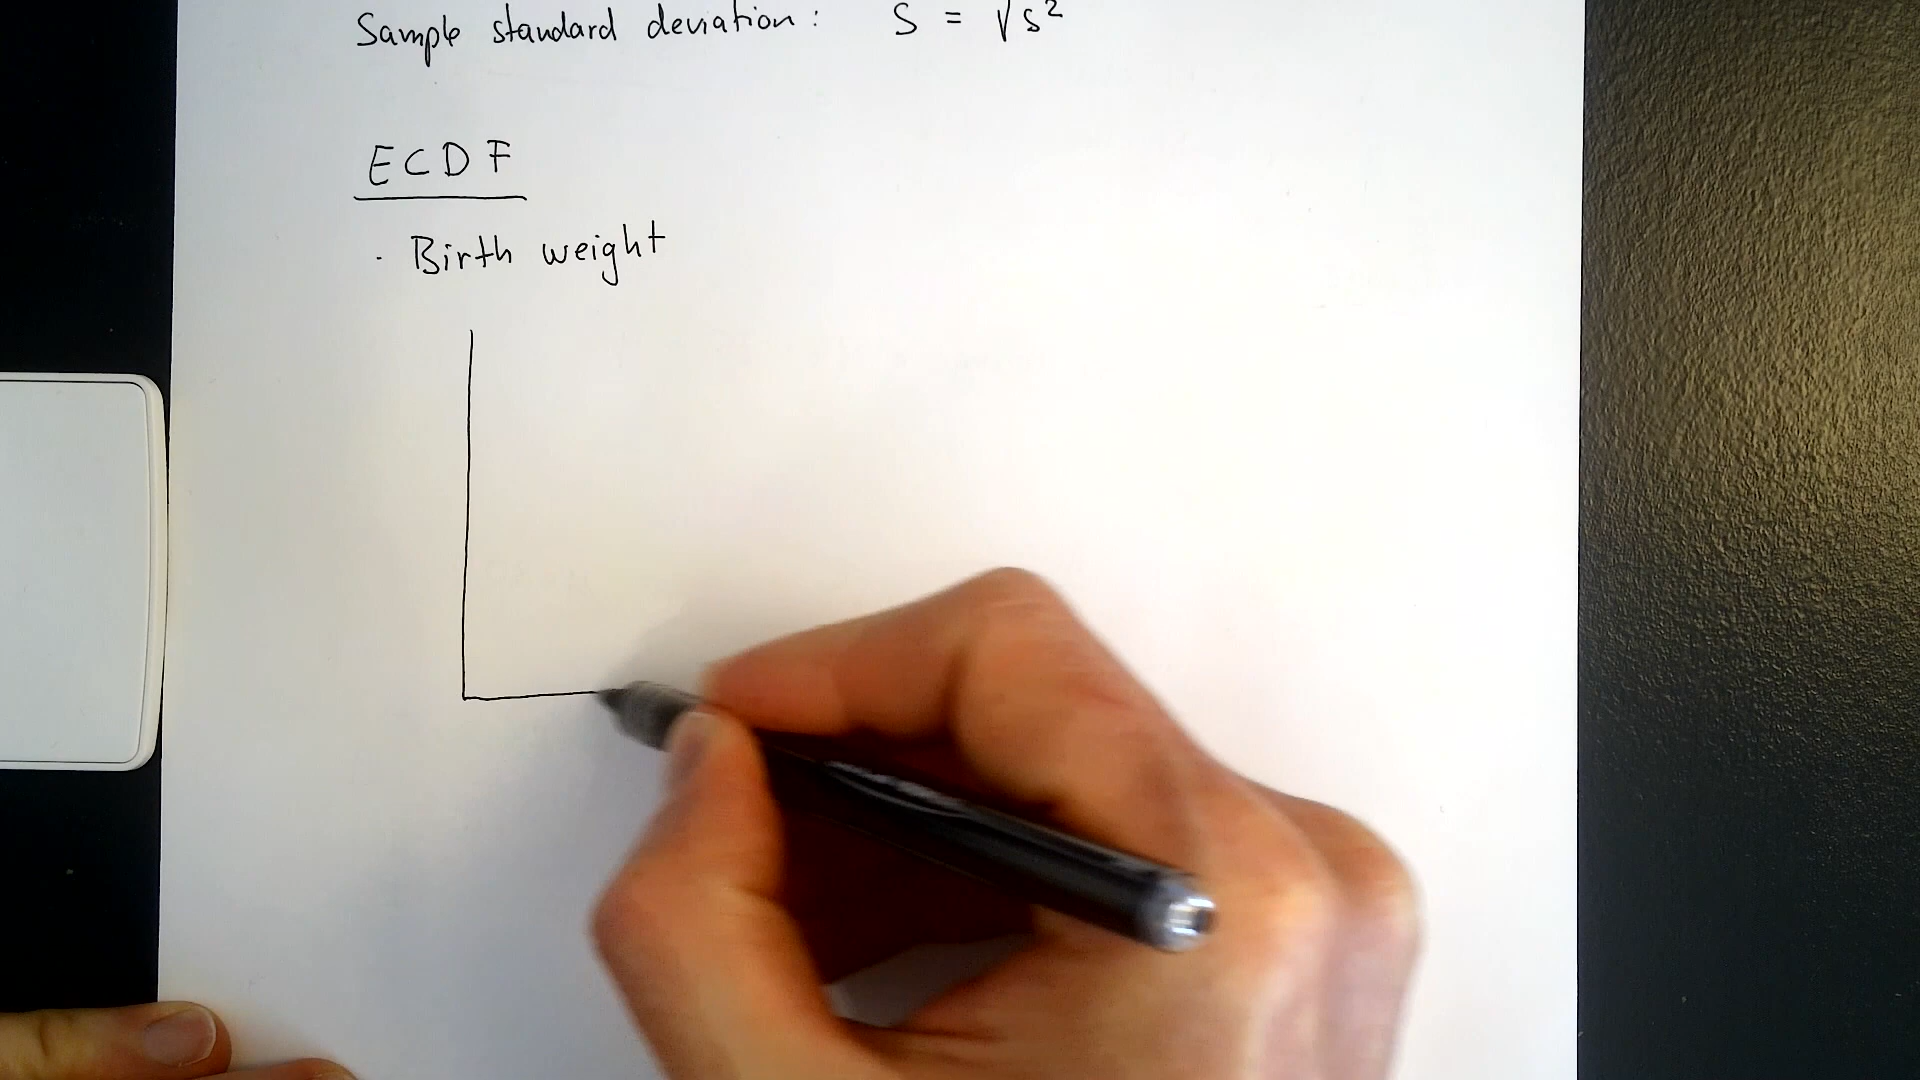 Sample standard deviation: S = √s²
ECDF
· Birth weight